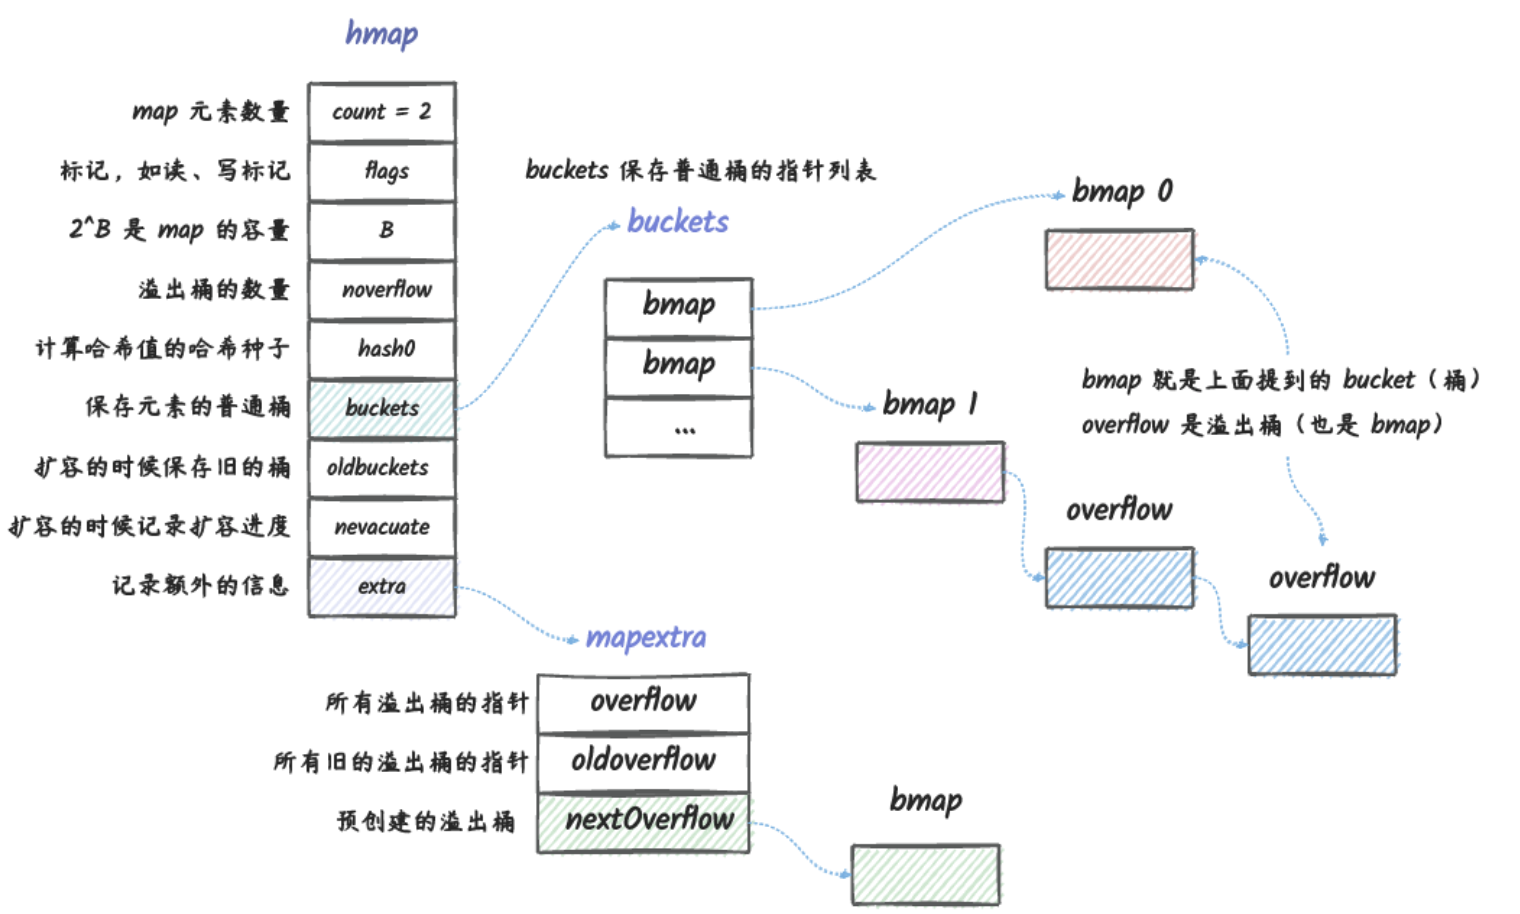 hmap
map 元素数量
count = 2
标记，如读、写标记
flags
2^B 是 map 的容量
B
溢出桶的数量
noverflow
计算哈希值的哈希种子
hash0
保存元素的普通桶
buckets
扩容的时候保存旧的桶
oldbuckets
扩容的时候记录扩容进度
nevacuate
记录额外的信息
extra
buckets 保存普通桶的指针列表
buckets
bmap
bmap
...
bmap 0
bmap 1
bmap 就是上面提到的 bucket（桶）
overflow 是溢出桶（也是 bmap）
overflow
overflow
mapextra
所有溢出桶的指针
overflow
所有旧的溢出桶的指针
oldoverflow
预创建的溢出桶
nextOverflow
bmap